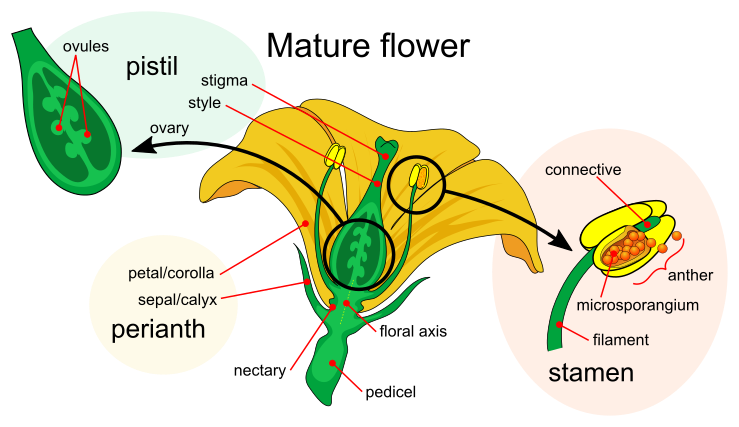 Mature flower
ovules
pistil
stigma
style
ovary
connective
petal/corolla
sepal/calyx
perianth
anther
microsporangium
floral axis
filament
nectary
stamen
pedicel